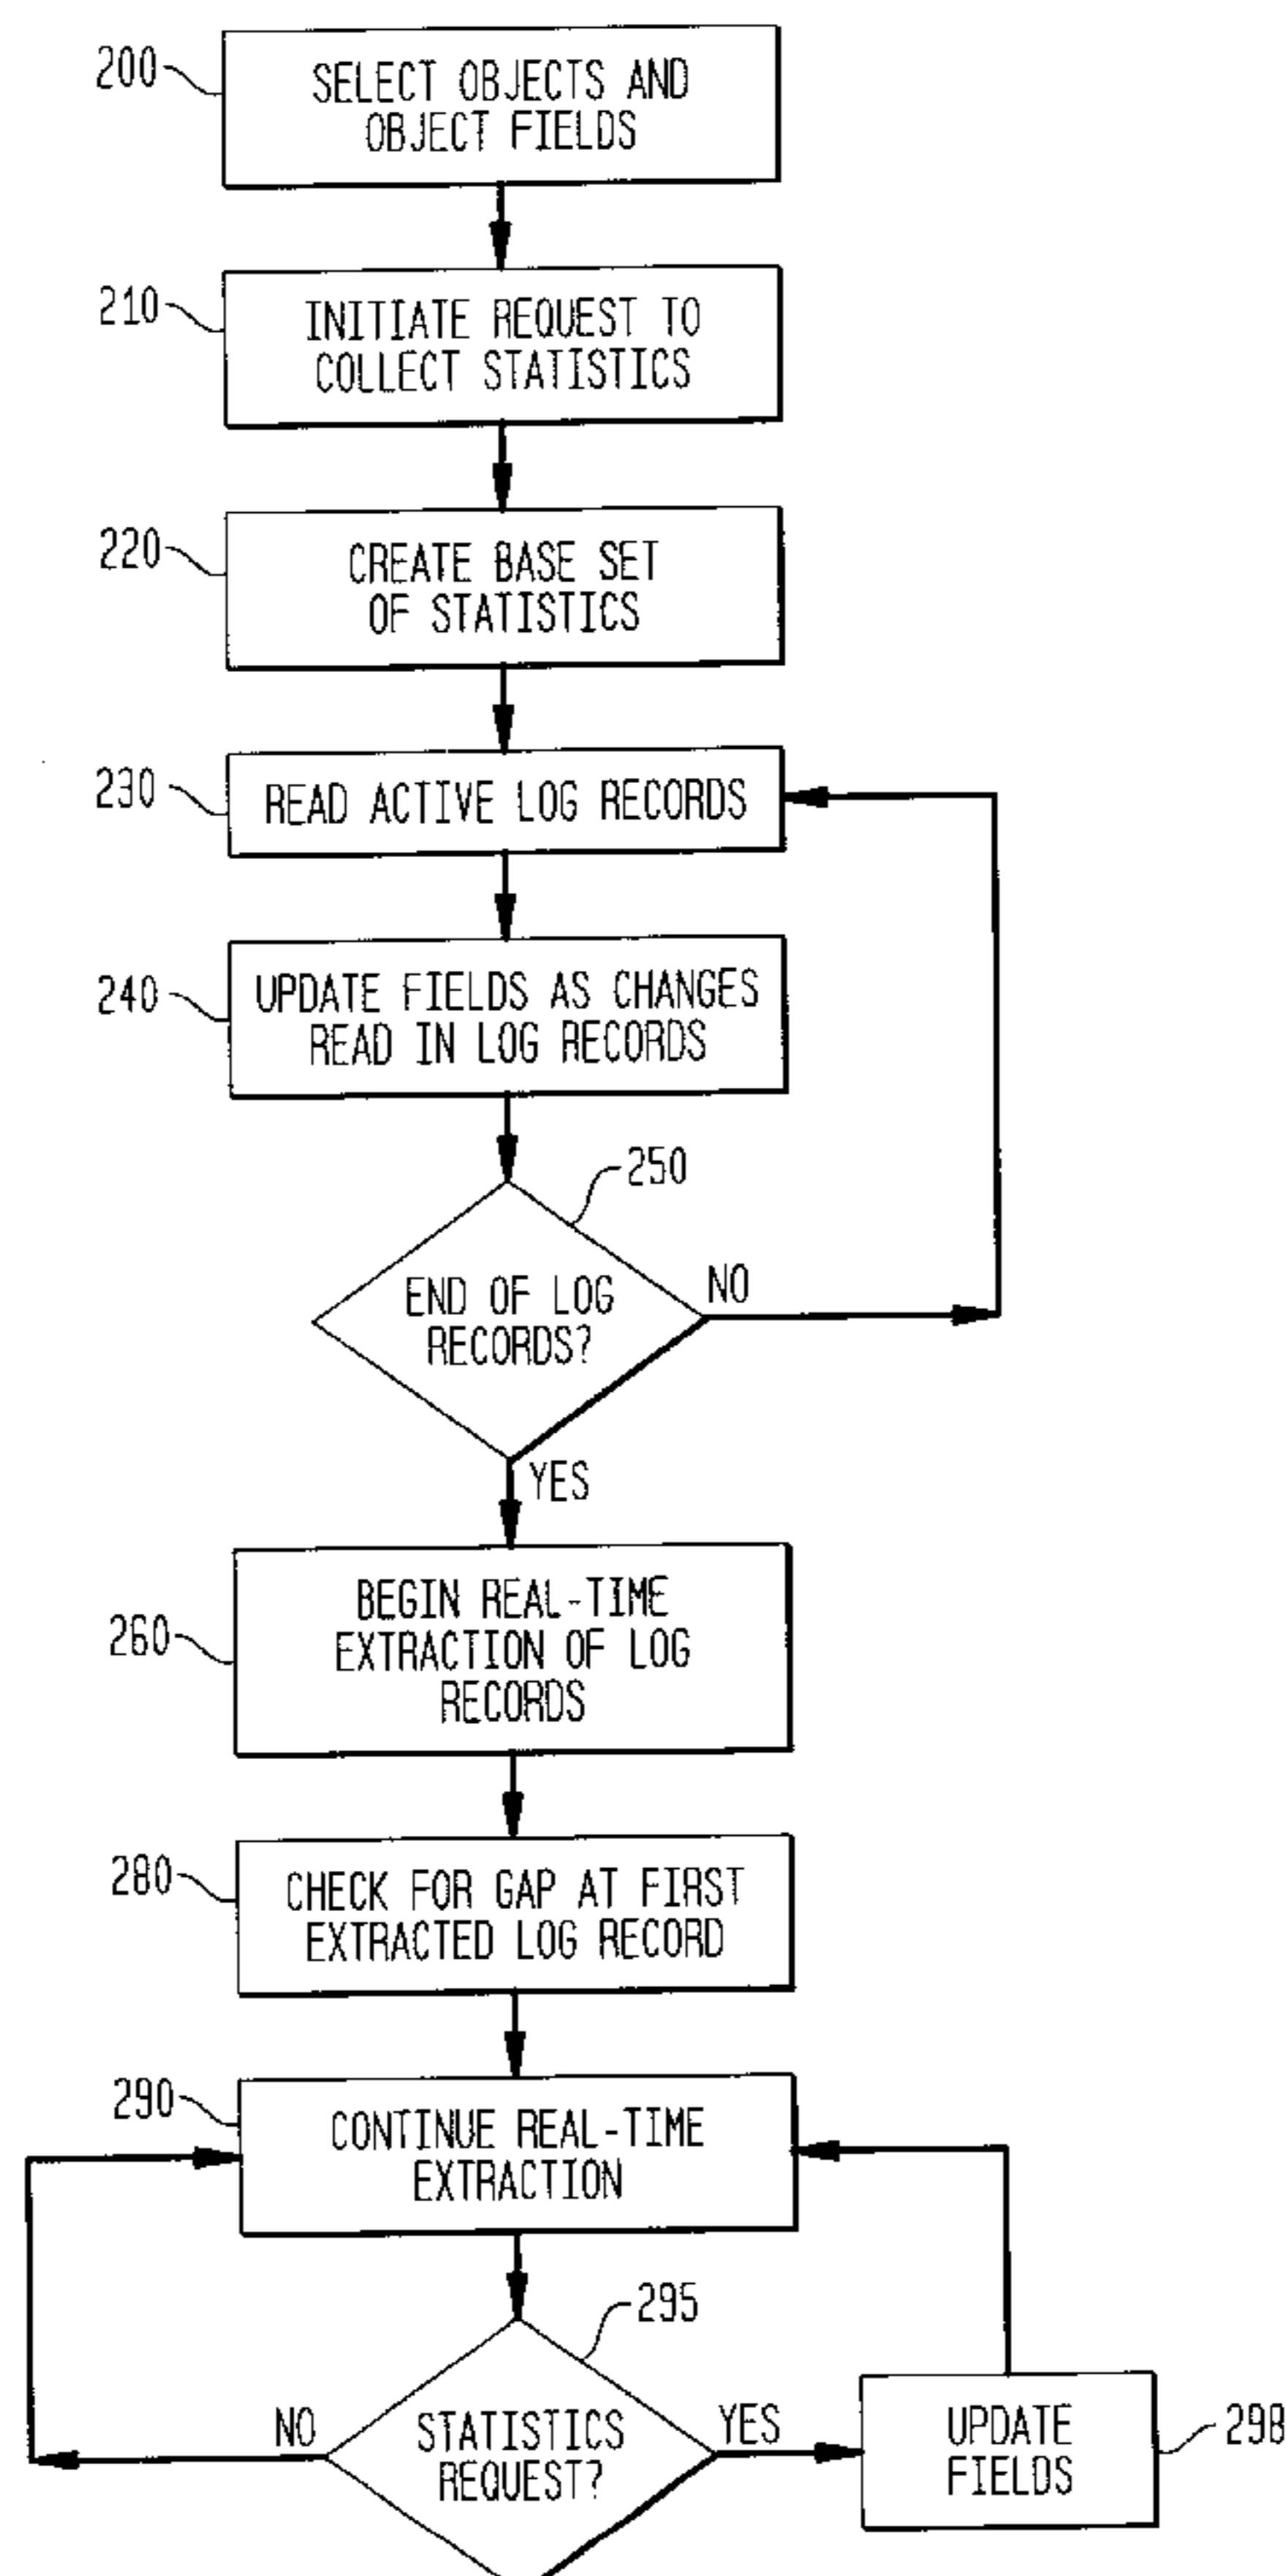 200
SELECT OBJECTS AND
OBJECT FIELDS
210
INITIATE REQUEST TO
COLLECT STATISTICS
220
CREATE BASE SET
OF STATISTICS
230
READ ACTIVE LOG RECORDS
240
UPDATE FIELDS AS CHANGES
READ IN LOG RECORDS
250
END OF LOG
RECORDS?
NO
YES
260
BEGIN REAL-TIME
EXTRACTION OF LOG
RECORDS
280
CHECK FOR GAP AT FIRST
EXTRACTED LOG RECORD
290
CONTINUE REAL-TIME
EXTRACTION
295
NO
STATISTICS
REQUEST?
YES
UPDATE
FIELDS
298